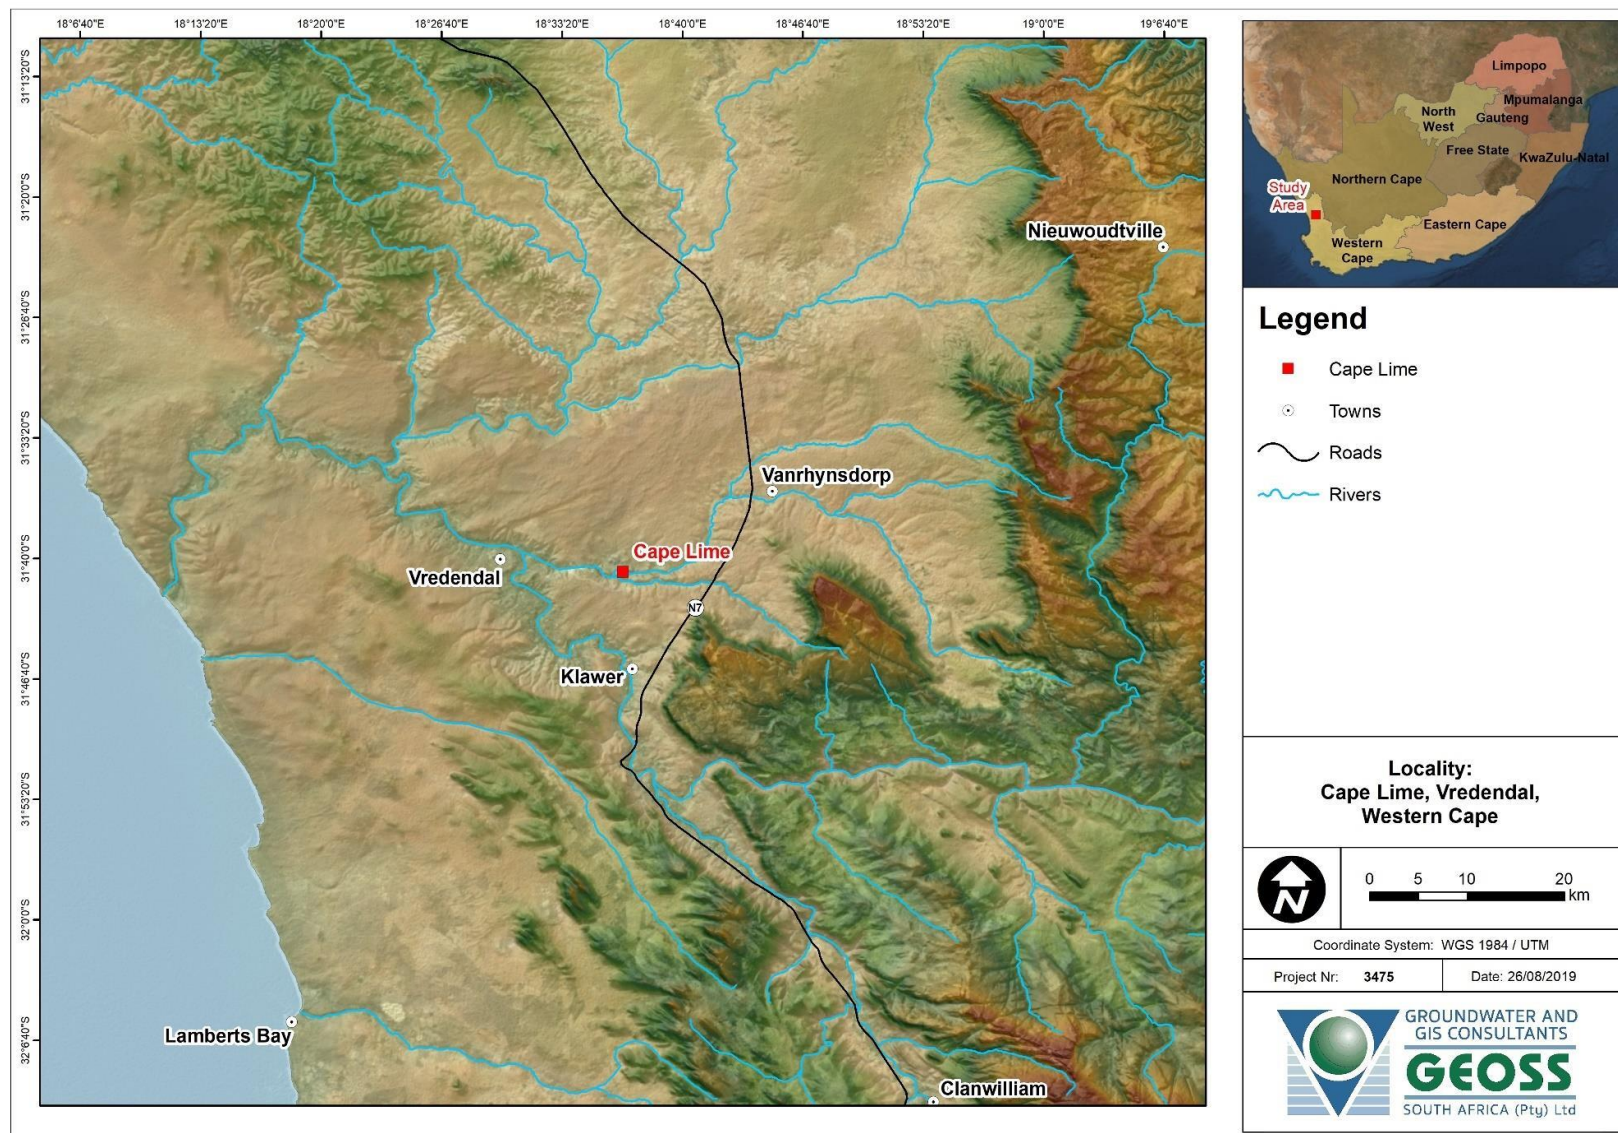 18°6'40"E
18°13'20"E
18°20'0"E
18°26'40"E
18°33'20"E
18°40'0"E
18°46'40"E
18°53'20"E
19°0'0"E
19°6'40"E
31°13'20"S
31°20'0"S
31°26'40"S
31°33'20"S
31°40'0"S
31°46'40"S
31°53'20"S
32°0'0"S
32°6'40"S
Nieuwoudtville
Vanrhynsdorp
Cape Lime
Vredendal
N7
Klawer
Lamberts Bay
Clanwilliam
Limpopo
Mpumalanga
North
West
Gauteng
Free State
KwaZulu-Natal
Northern Cape
Study
Area
Eastern Cape
Western
Cape
Legend
Cape Lime
Towns
Roads
Rivers
Locality:
Cape Lime, Vredendal,
Western Cape
N
0 5 10 20
km
Coordinate System: WGS 1984 / UTM
Project Nr: 3475
Date: 26/08/2019
GROUNDWATER AND
GIS CONSULTANTS
GEOSS
SOUTH AFRICA (Pty) Ltd